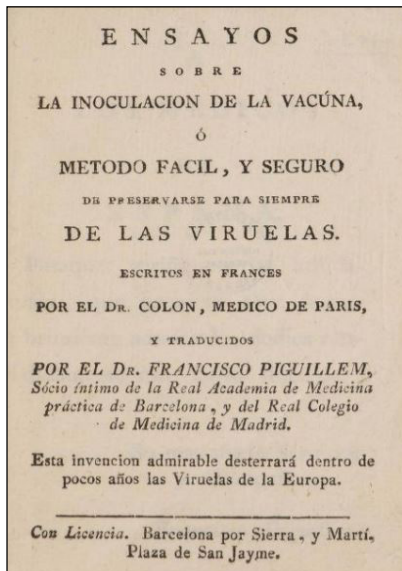 ENSAYOS
SOBRE
LA INOCULACION DE LA VACÚNA,
Ó
METODO FACIL, Y SEGURO
DE PRESERVARSE PARA SIEMPRE
DE LAS VIRUELAS.
ESCRITOS EN FRANCES
POR EL DR. COLON, MEDICO DE PARIS,
Y TRADUCIDOS
POR EL DR. FRANCISCO PIGUILLEM,
Sócio íntimo de la Real Academia de Medicina
práctica de Barcelona, y del Real Colegio
de Medicina de Madrid.
Esta invencion admirable desterrará dentro de
pocos años las Viruelas de la Europa.
Con Licencia. Barcelona por Sierra, y Martí,
Plaza de San Jayme.